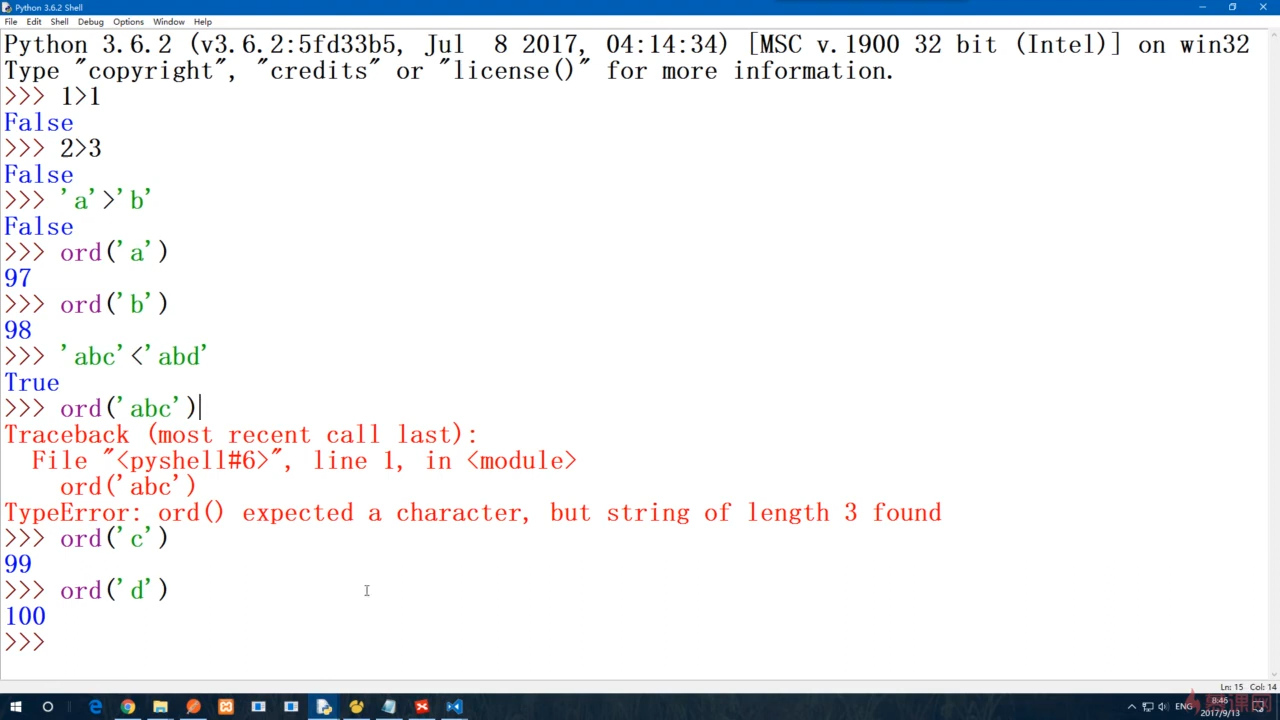 Python 3.6.2 Shell
File Edit Shell Debug Options Window Help
Python 3.6.2 (v3.6.2:5fd33b5, Jul  8 2017, 04:14:34) [MSC v.1900 32 bit (Intel)] on win32
Type "copyright", "credits" or "license()" for more information.
>>> 1>1
False
>>> 2>3
False
>>> 'a'>'b'
False
>>> ord('a')
97
>>> ord('b')
98
>>> 'abc'<'abd'
True
>>> ord('abc')
Traceback (most recent call last):
  File "<pyshell#6>", line 1, in <module>
    ord('abc')
TypeError: ord() expected a character, but string of length 3 found
>>> ord('c')
99
>>> ord('d')
100
>>>
Ln: 15 Col: 14
ENG
8:46
2017/9/13
慕课网